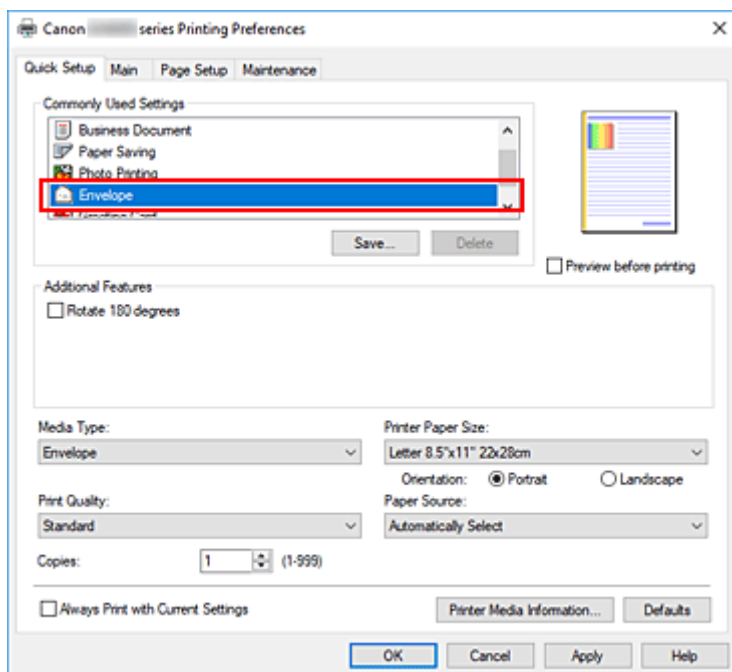 Canon series Printing Preferences
Quick Setup Main Page Setup Maintenance
Commonly Used Settings
Business Document
Paper Saving
Photo Printing
Envelope
Greeting Card
Save... Delete
Preview before printing
Additional Features
Rotate 180 degrees
Media Type: Printer Paper Size:
Envelope Letter 8.5"x11" 22x28cm
Orientation: Portrait Landscape
Print Quality: Paper Source:
Standard Automatically Select
Copies: 1 (1-999)
Always Print with Current Settings Printer Media Information... Defaults
OK Cancel Apply Help